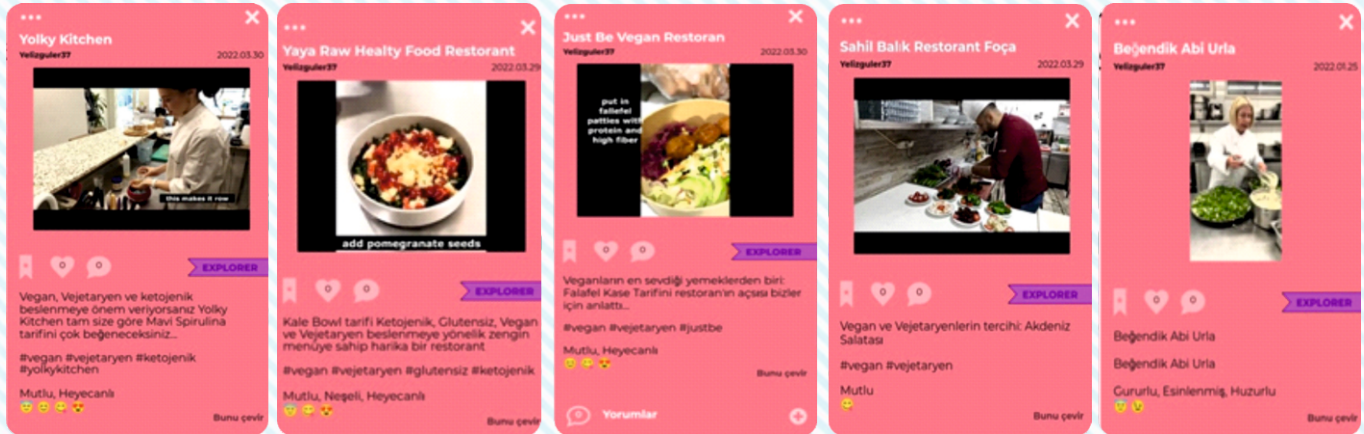 Yolky Kitchen
Yelizguler37 2022.03.30
this makes it row
0 0
EXPLORER
Vegan, Vejetaryen ve ketojenik
beslenmeye önem veriyorsanız Yolky
Kitchen tam size göre Mavi Spirulina
tarifini çok beğeneceksiniz...
#vegan #vejetaryen #ketojenik
#yolkykitchen
Mutlu, Heyecanlı
Bunu çevir
Yaya Raw Healty Food Restorant
Yelizguler37 2022.03.29
add pomegranate seeds
0 0
EXPLORER
Kale Bowl tarifi Ketojenik, Glutensiz, Vegan
ve Vejetaryen beslenmeye yönelik zengin
menüye sahip harika bir restorant
#vegan #vejetaryen #glutensiz #ketojenik
Mutlu, Neşeli, Heyecanlı
Bunu çevir
Just Be Vegan Restoran
Yelizguler37 2022.03.30
put in
fallefel
patties with
protein and
high fiber
0 0
EXPLORER
Veganların en sevdiği yemeklerden biri:
Falafel Kase Tarifini restoran'ın açsısı bizler
için anlattı...
#vegan #vejetaryen #justbe
Mutlu, Heyecanlı
Bunu çevir
Yorumlar
Sahil Balık Restorant Foça
Yelizguler37 2022.03.29
0 0
EXPLORER
Vegan ve Vejetaryenlerin tercihi: Akdeniz
Salatası
#vegan #vejetaryen
Mutlu
Bunu çevir
Beğendik Abi Urla
Yelizguler37 2022.01.25
0 0
EXPLORER
Beğendik Abi Urla
Beğendik Abi Urla
Gururlu, Esinlenmiş, Huzurlu
Bunu çevir